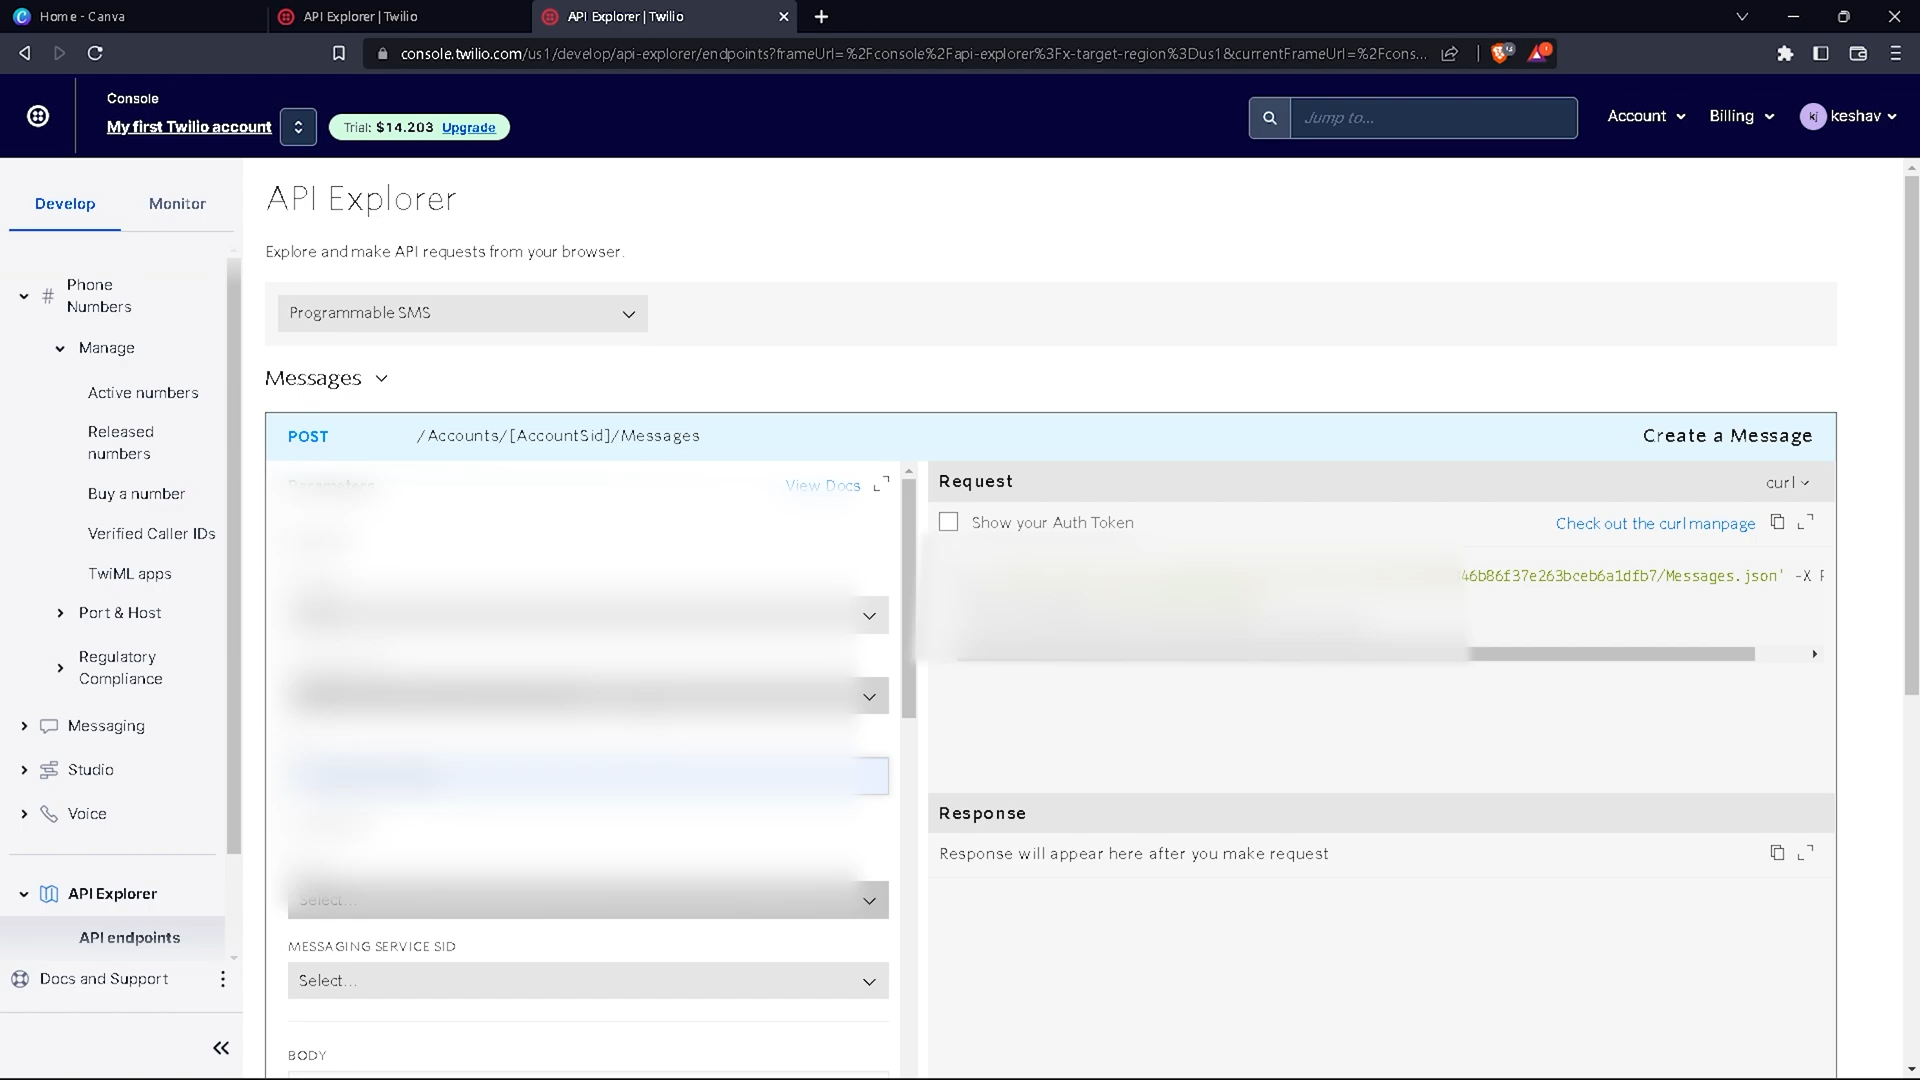 Home - Canva
API Explorer | Twilio
API Explorer | Twilio
console.twilio.com/us1/develop/api-explorer/endpoints?frameUrl=%2Fconsole%2Fapi-explorer%3Fx-target-region%3Dus1&currentFrameUrl=%2Fcons...
Console
My first Twilio account
Trial: $14.203 Upgrade
Jump to...
Account
Billing
kj
keshav
Develop
Monitor
Phone
Numbers
Manage
Active numbers
Released
numbers
Buy a number
Verified Caller IDs
TwiML apps
Port & Host
Regulatory
Compliance
Messaging
Studio
Voice
API Explorer
API endpoints
Docs and Support
API Explorer
Explore and make API requests from your browser.
Programmable SMS
Messages
POST
/Accounts/[AccountSid]/Messages
Create a Message
Parameters
View Docs
Select...
MESSAGING SERVICE SID
Select...
BODY
Request
curl
Show your Auth Token
Check out the curl manpage
46b86f37e263bceb6a1dfb7/Messages.json' -X P
Response
Response will appear here after you make request